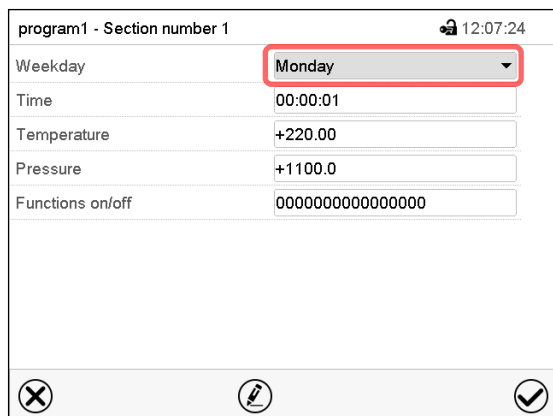 program1 - Section number 1 12:07:24
Weekday Monday
Time 00:00:01
Temperature +220.00
Pressure +1100.0
Functions on/off 0000000000000000